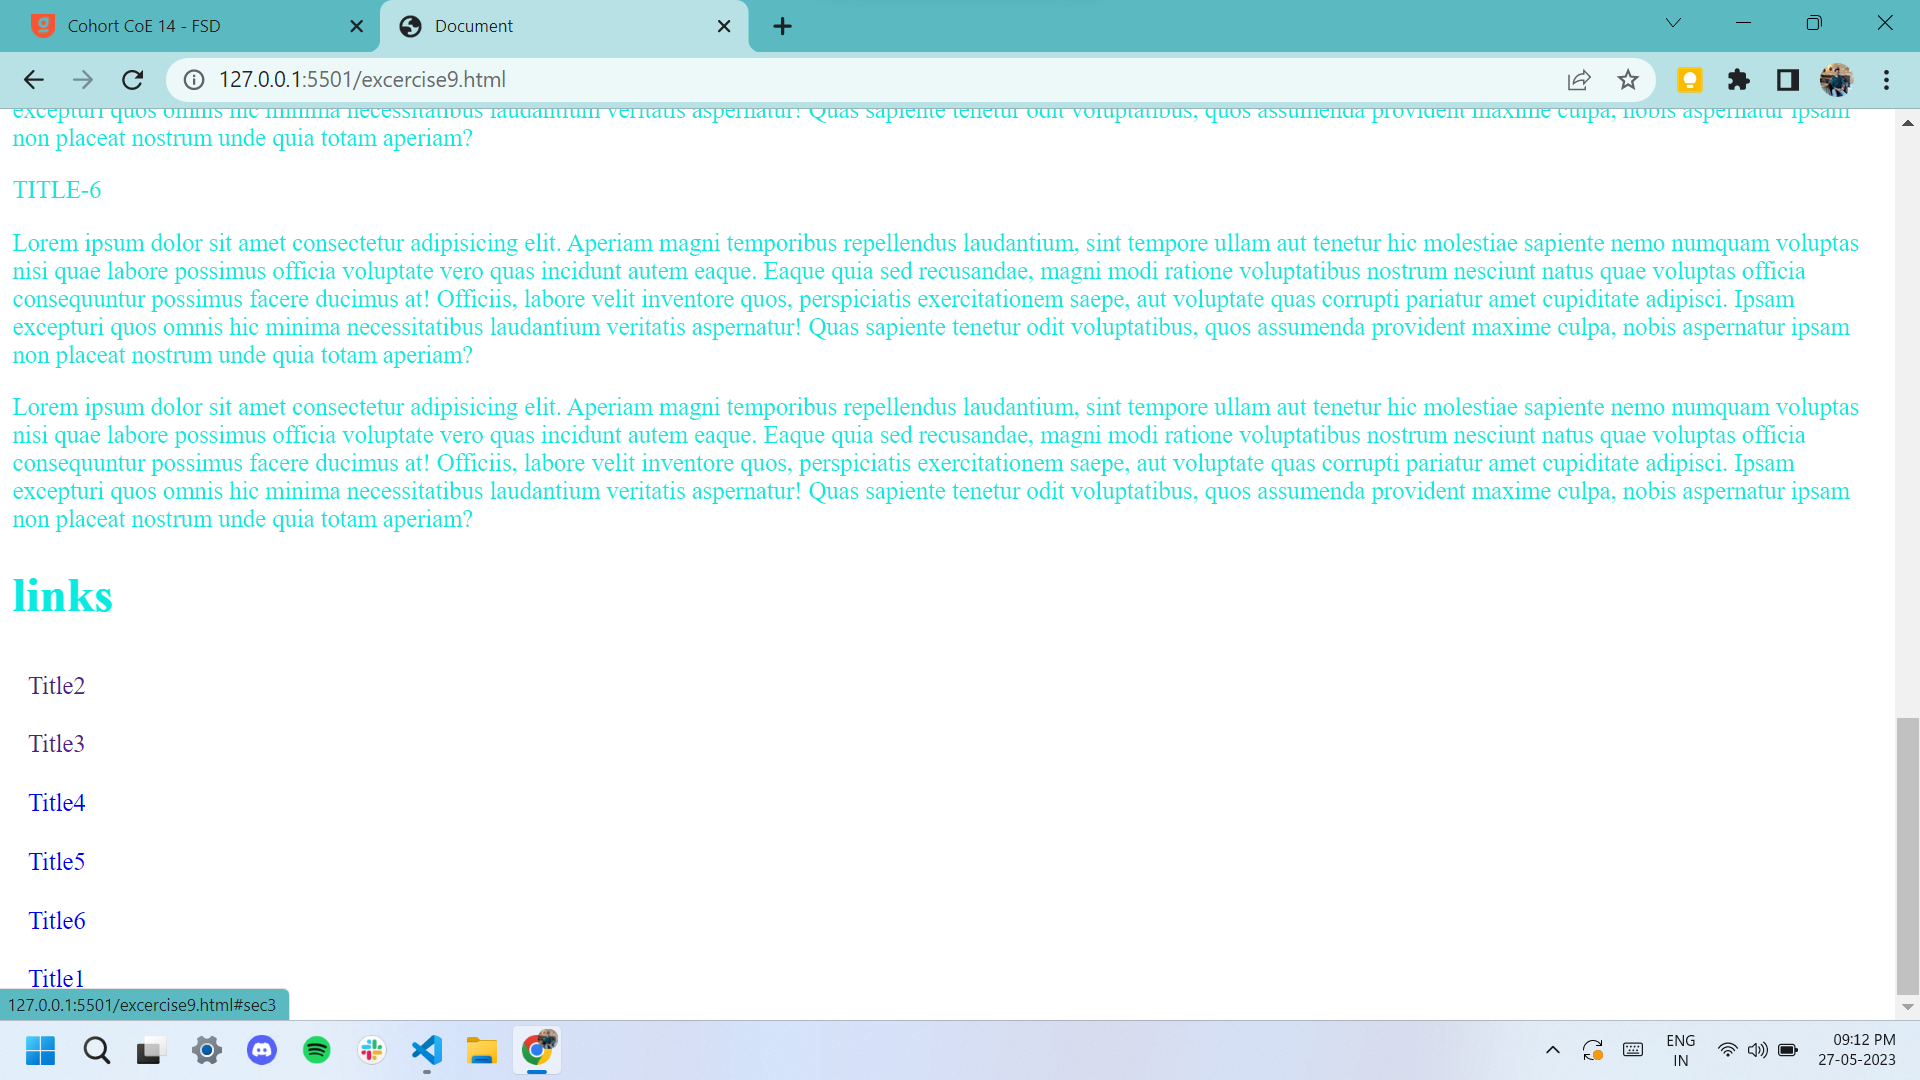 Cohort CoE 14 - FSD
Document
127.0.0.1:5501/excercise9.html
excepturi quos omnis hic minima necessitatibus laudantium veritatis aspernatur! Quas sapiente tenetur odit voluptatibus, quos assumenda provident maxime culpa, nobis aspernatur ipsam
non placeat nostrum unde quia totam aperiam?
TITLE-6
Lorem ipsum dolor sit amet consectetur adipisicing elit. Aperiam magni temporibus repellendus laudantium, sint tempore ullam aut tenetur hic molestiae sapiente nemo numquam voluptas
nisi quae labore possimus officia voluptate vero quas incidunt autem eaque. Eaque quia sed recusandae, magni modi ratione voluptatibus nostrum nesciunt natus quae voluptas officia
consequuntur possimus facere ducimus at! Officiis, labore velit inventore quos, perspiciatis exercitationem saepe, aut voluptate quas corrupti pariatur amet cupiditate adipisci. Ipsam
excepturi quos omnis hic minima necessitatibus laudantium veritatis aspernatur! Quas sapiente tenetur odit voluptatibus, quos assumenda provident maxime culpa, nobis aspernatur ipsam
non placeat nostrum unde quia totam aperiam?
Lorem ipsum dolor sit amet consectetur adipisicing elit. Aperiam magni temporibus repellendus laudantium, sint tempore ullam aut tenetur hic molestiae sapiente nemo numquam voluptas
nisi quae labore possimus officia voluptate vero quas incidunt autem eaque. Eaque quia sed recusandae, magni modi ratione voluptatibus nostrum nesciunt natus quae voluptas officia
consequuntur possimus facere ducimus at! Officiis, labore velit inventore quos, perspiciatis exercitationem saepe, aut voluptate quas corrupti pariatur amet cupiditate adipisci. Ipsam
excepturi quos omnis hic minima necessitatibus laudantium veritatis aspernatur! Quas sapiente tenetur odit voluptatibus, quos assumenda provident maxime culpa, nobis aspernatur ipsam
non placeat nostrum unde quia totam aperiam?
links
Title2
Title3
Title4
Title5
Title6
Title1
127.0.0.1:5501/excercise9.html#sec3
ENG
IN
09:12 PM
27-05-2023